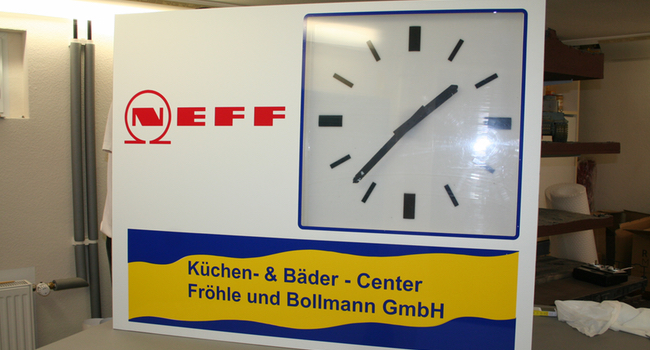 NEFF
Küchen- & Bäder - Center
Fröhle und Bollmann GmbH